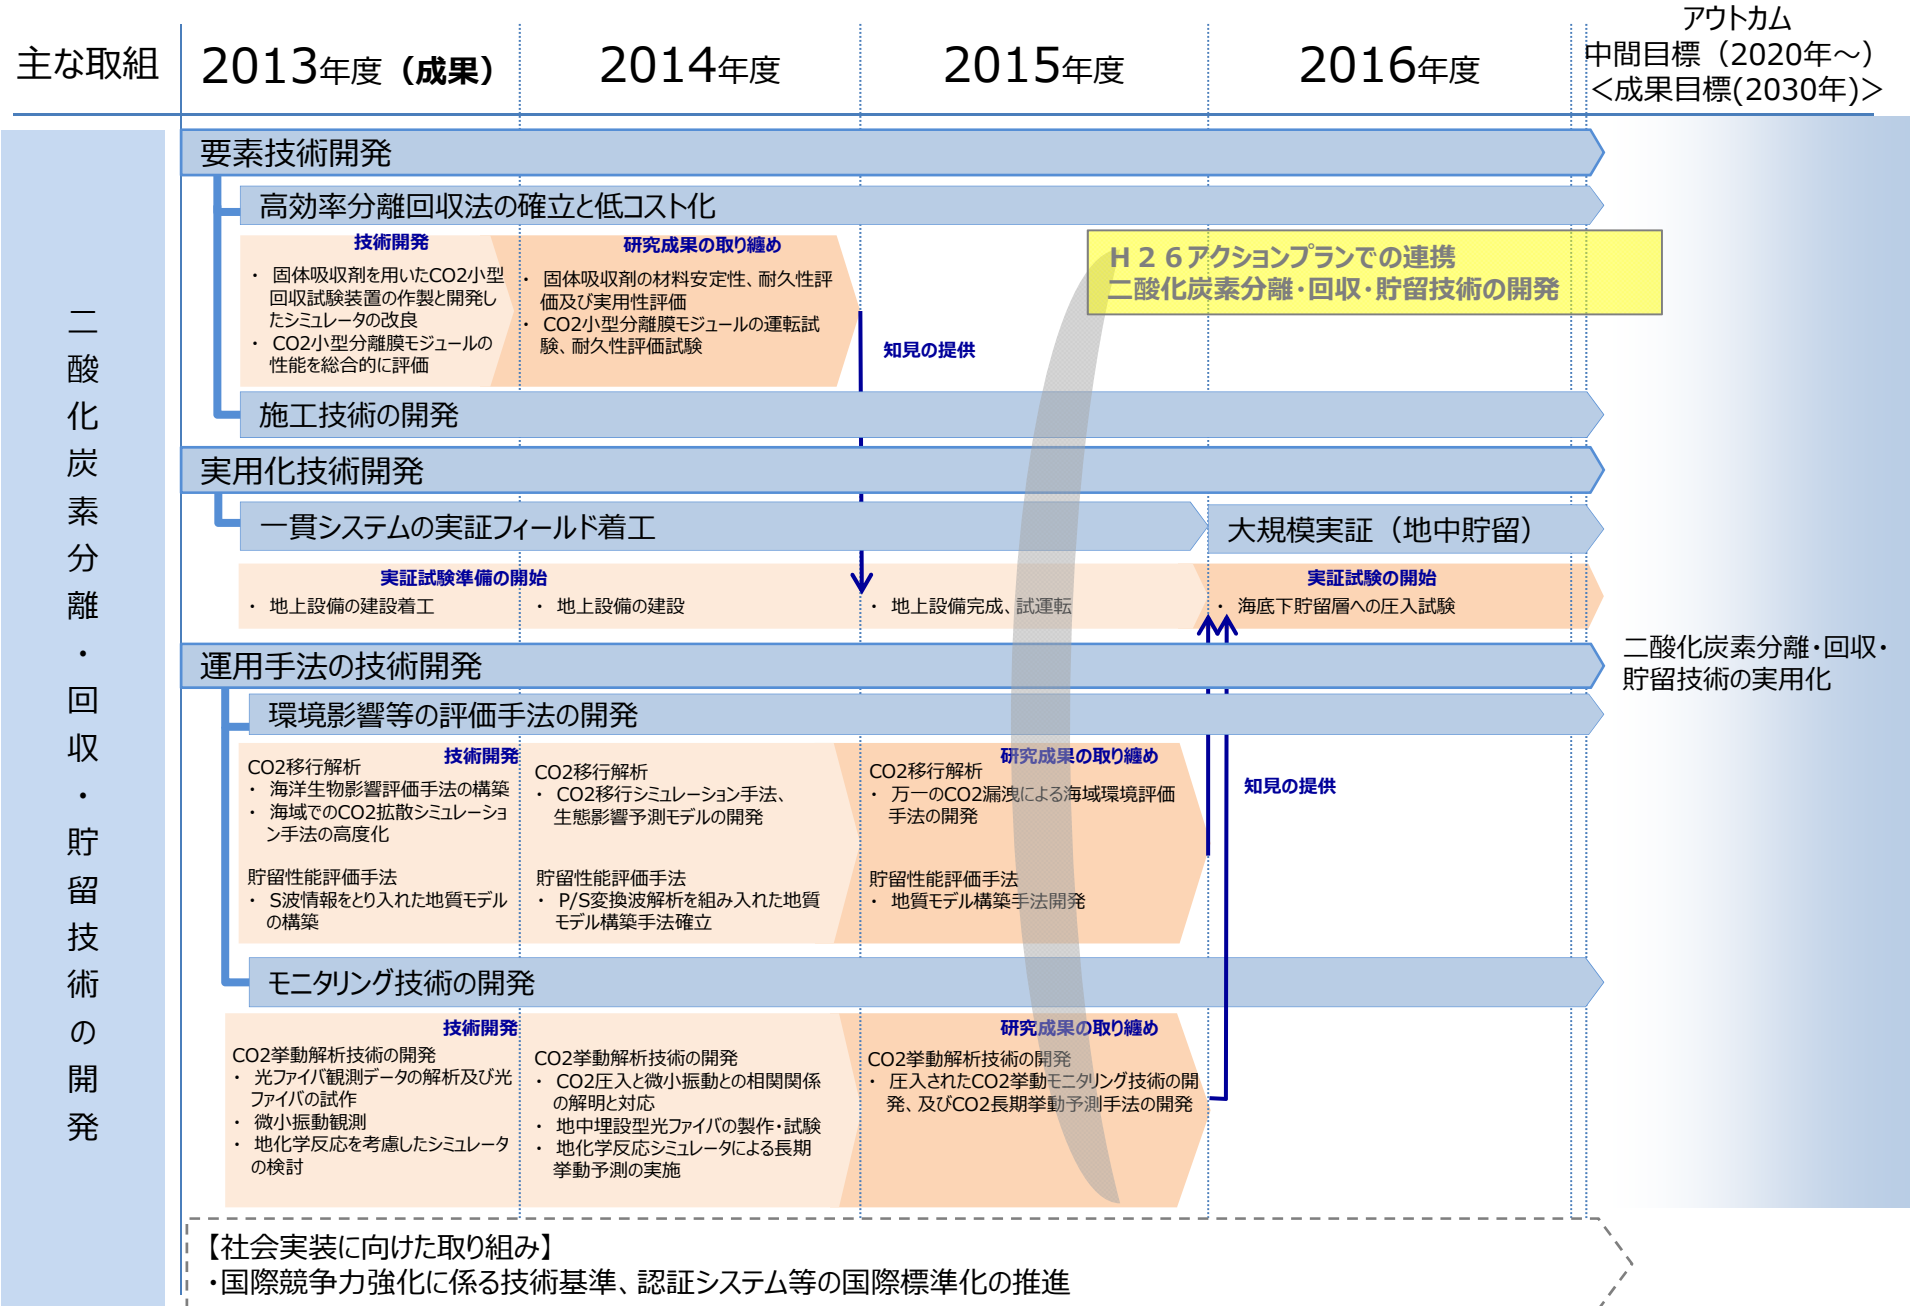 主な取組
2013年度（成果）
2014年度
2015年度
2016年度
アウトカム
中間目標（2020年～）
＜成果目標(2030年)＞
二酸化炭素分離・回収・貯留技術の開発
要素技術開発
高効率分離回収法の確立と低コスト化
技術開発
・ 固体吸収剤を用いたCO2小型
回収試験装置の作製と開発し
たシミュレータの改良
・ CO2小型分離膜モジュールの
性能を総合的に評価
研究成果の取り纏め
・ 固体吸収剤の材料安定性、耐久性評
価及び実用性評価
・ CO2小型分離膜モジュールの運転試
験、耐久性評価試験
知見の提供
H２６アクションプランでの連携
二酸化炭素分離・回収・貯留技術の開発
施工技術の開発
実用化技術開発
一貫システムの実証フィールド着工
大規模実証（地中貯留）
実証試験準備の開始
・ 地上設備の建設着工
・ 地上設備の建設
・ 地上設備完成、試運転
実証試験の開始
・ 海底下貯留層への圧入試験
運用手法の技術開発
環境影響等の評価手法の開発
技術開発
CO2移行解析
・ 海洋生物影響評価手法の構築
・ 海域でのCO2拡散シミュレーショ
ン手法の高度化
貯留性能評価手法
・ S波情報をとり入れた地質モデル
の構築
CO2移行解析
・ CO2移行シミュレーション手法、
生態影響予測モデルの開発
貯留性能評価手法
・ P/S変換波解析を組み入れた地質
モデル構築手法確立
研究成果の取り纏め
CO2移行解析
・ 万一のCO2漏洩による海域環境評価
手法の開発
貯留性能評価手法
・ 地質モデル構築手法開発
知見の提供
二酸化炭素分離・回収・
貯留技術の実用化
モニタリング技術の開発
技術開発
CO2挙動解析技術の開発
・ 光ファイバ観測データの解析及び光
ファイバの試作
・ 微小振動観測
・ 地化学反応を考慮したシミュレータ
の検討
CO2挙動解析技術の開発
・ CO2圧入と微小振動との相関関係
の解明と対応
・ 地中埋設型光ファイバの製作・試験
・ 地化学反応シミュレータによる長期
挙動予測の実施
研究成果の取り纏め
CO2挙動解析技術の開発
・ 圧入されたCO2挙動モニタリング技術の開
発、及びCO2長期挙動予測手法の開発
【社会実装に向けた取り組み】
・国際競争力強化に係る技術基準、認証システム等の国際標準化の推進